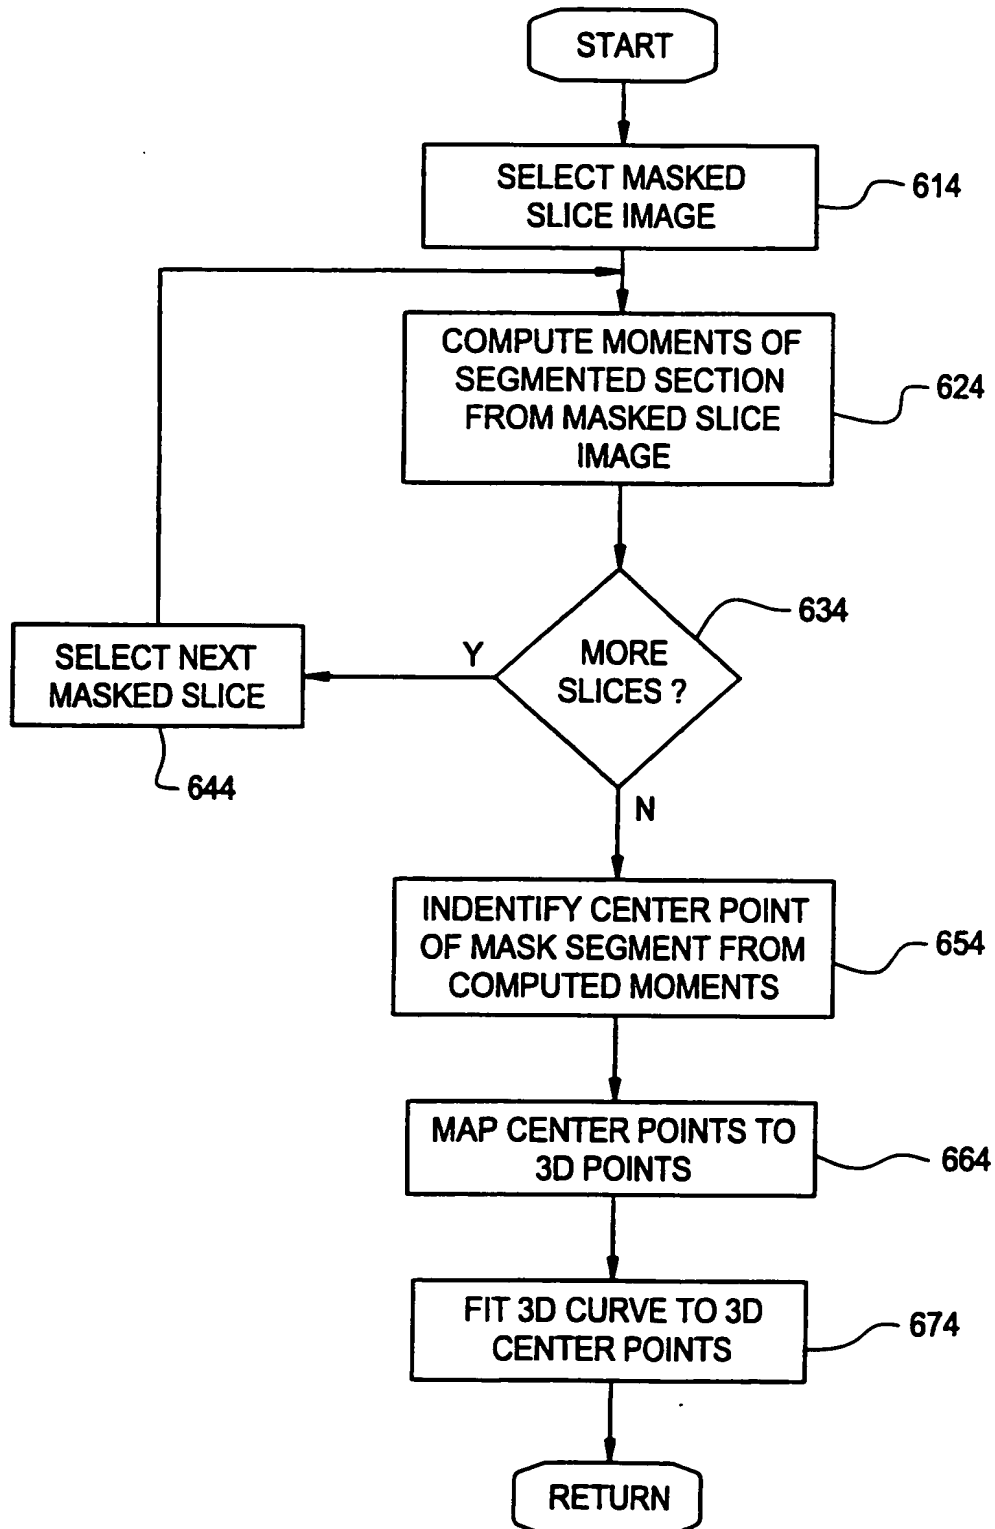 START
SELECT MASKED
SLICE IMAGE
614
COMPUTE MOMENTS OF
SEGMENTED SECTION
FROM MASKED SLICE
IMAGE
624
MORE
SLICES ?
634
Y
SELECT NEXT
MASKED SLICE
644
N
INDENTIFY CENTER POINT
OF MASK SEGMENT FROM
COMPUTED MOMENTS
654
MAP CENTER POINTS TO
3D POINTS
664
FIT 3D CURVE TO 3D
CENTER POINTS
674
RETURN